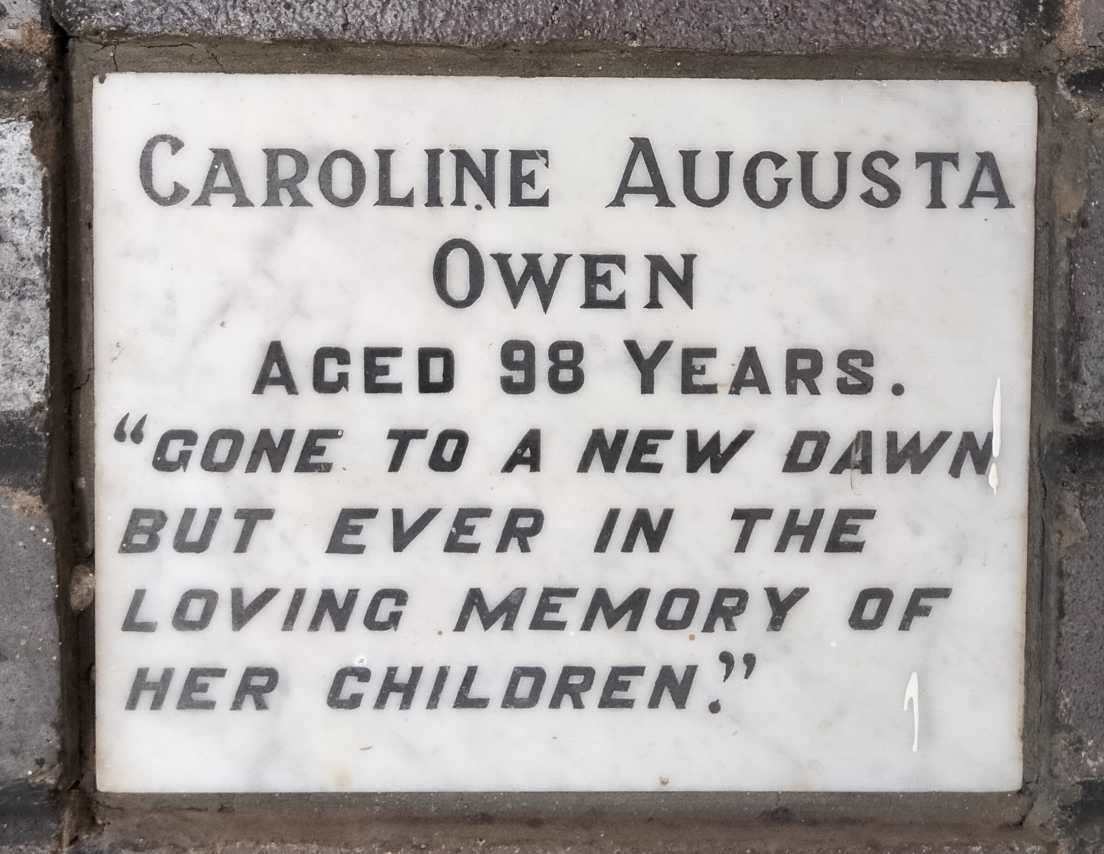 CAROLINE AUGUSTA
OWEN
AGED 98 YEARS.
“GONE TO A NEW DAWN
BUT EVER IN THE
LOVING MEMORY OF
HER CHILDREN.”